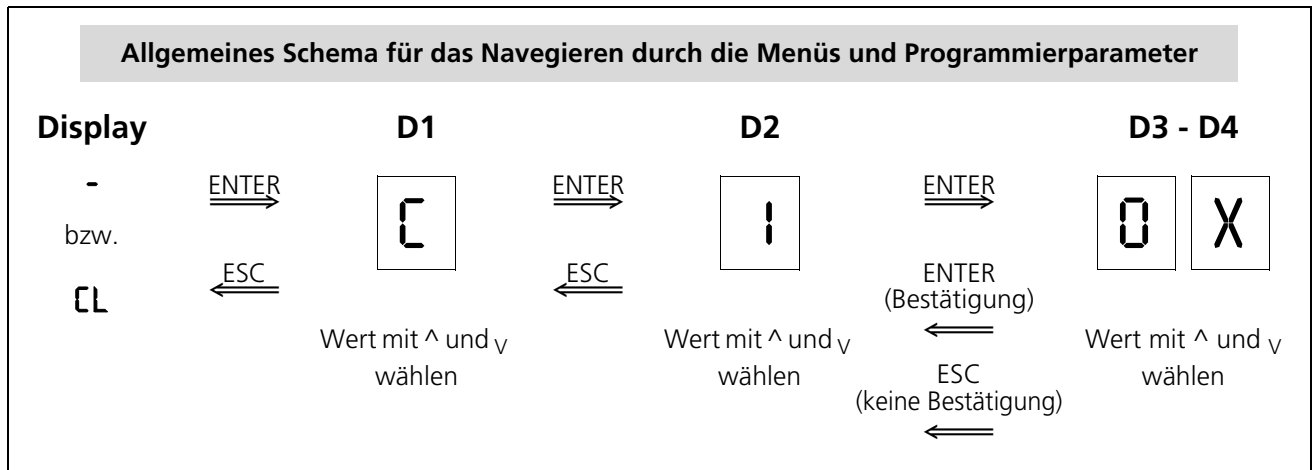 Allgemeines Schema für das Navegieren durch die Menüs und Programmierparameter
Display D1 D2 D3 - D4
-
bzw.
CL
ENTER
ESC
C
Wert mit ^ und v
wählen
ENTER
ESC
1
Wert mit ^ und v
wählen
ENTER
ENTER
(Bestätigung)
ESC
(keine Bestätigung)
0 X
Wert mit ^ und v
wählen